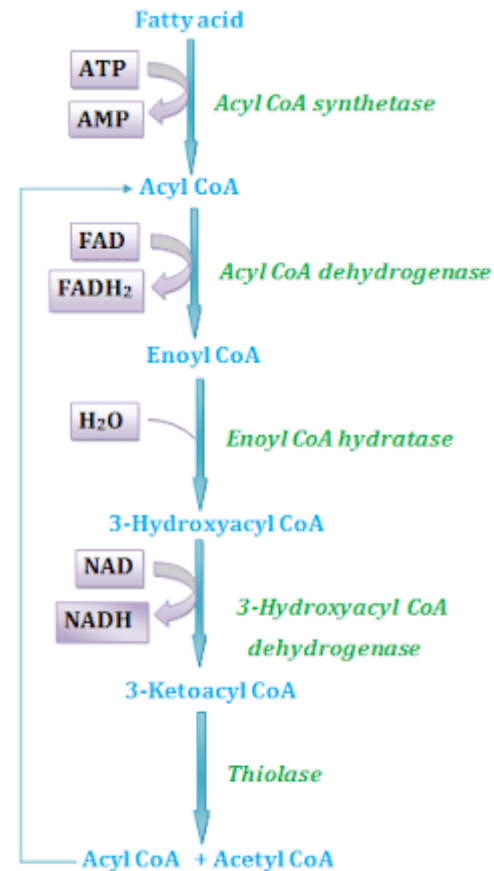 Fatty acid
ATP
Acyl CoA synthetase
AMP
Acyl CoA
FAD
Acyl CoA dehydrogenase
FADH₂
Enoyl CoA
H₂O
Enoyl CoA hydratase
3-Hydroxyacyl CoA
NAD
3-Hydroxyacyl CoA
NADH
dehydrogenase
3-Ketoacyl CoA
Thiolase
Acyl CoA + Acetyl CoA